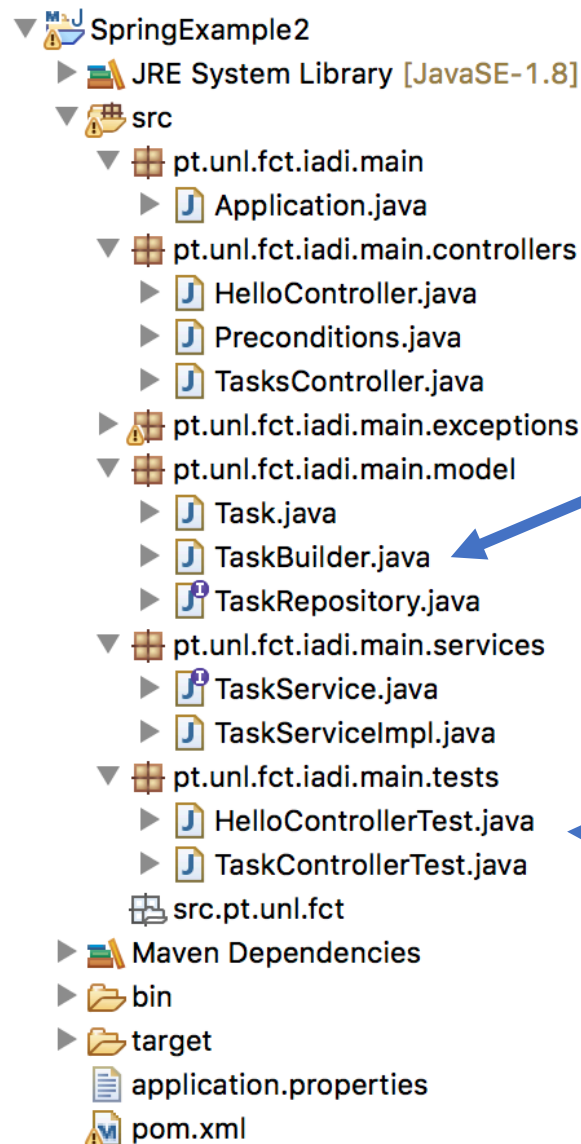 SpringExample2
JRE System Library [JavaSE-1.8]
src
pt.unl.fct.iadi.main
Application.java
pt.unl.fct.iadi.main.controllers
HelloController.java
Preconditions.java
TasksController.java
pt.unl.fct.iadi.main.exceptions
pt.unl.fct.iadi.main.model
Task.java
TaskBuilder.java
TaskRepository.java
pt.unl.fct.iadi.main.services
TaskService.java
TaskServiceImpl.java
pt.unl.fct.iadi.main.tests
HelloControllerTest.java
TaskControllerTest.java
src.pt.unl.fct
Maven Dependencies
bin
target
application.properties
pom.xml